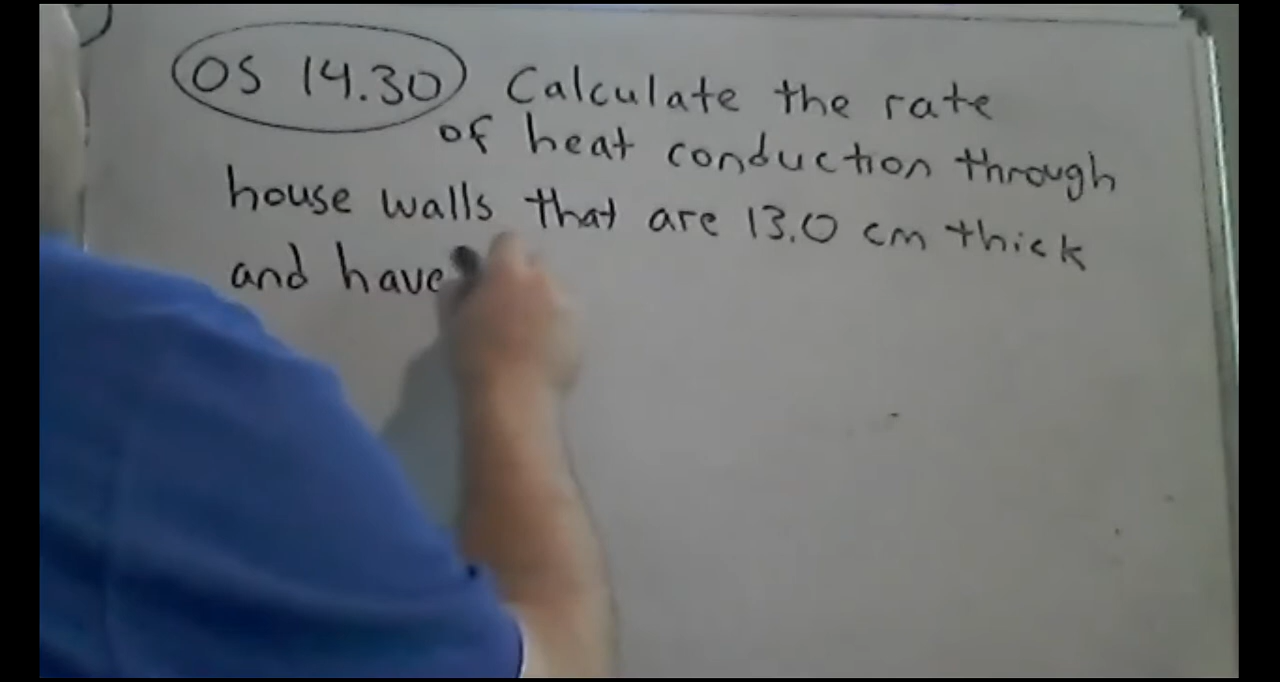 OS 14.30 Calculate the rate
of heat conduction through
house walls that are 13.0 cm thick
and have